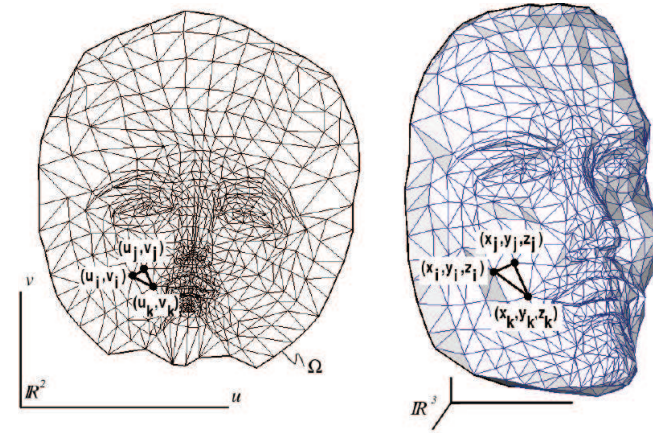 (u_j,v_j)
(u_i,v_i)
(u_k,v_k)
v
IR²
u
Ω
(x_j,y_j,z_j)
(x_i,y_i,z_i)
(x_k,y_k,z_k)
IR³